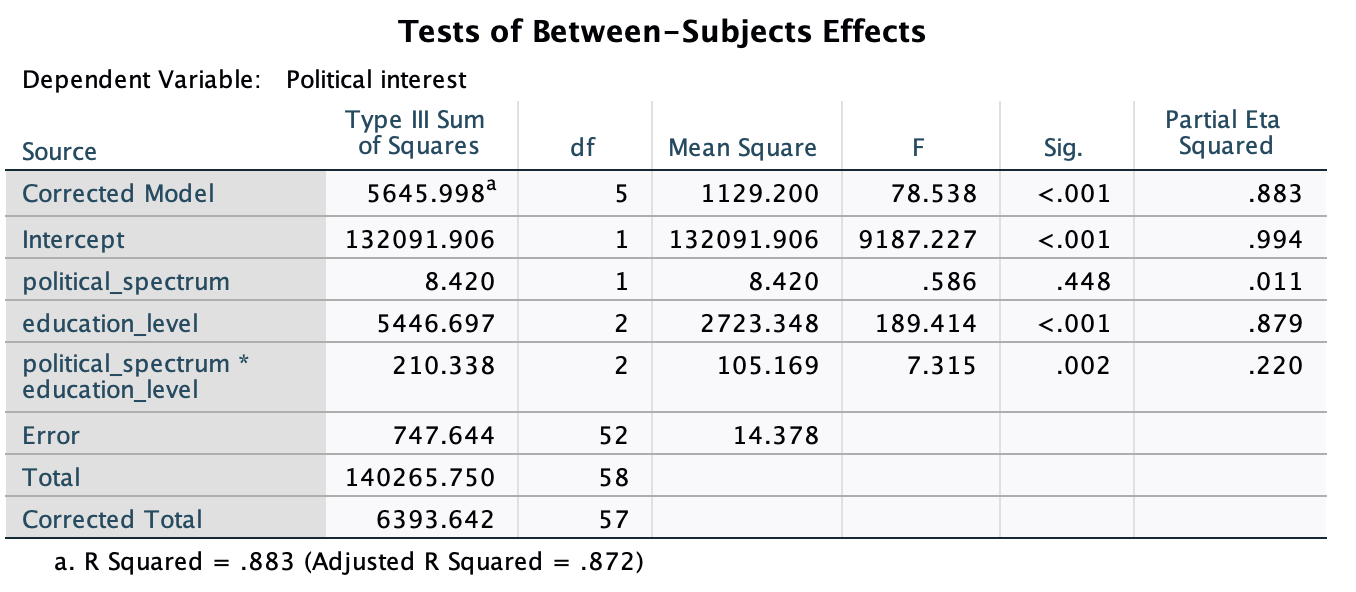 Tests of Between-Subjects Effects
Dependent Variable: Political interest
Source Type III Sum of Squares df Mean Square F Sig. Partial Eta Squared
Corrected Model 5645.998a 5 1129.200 78.538 <.001 .883
Intercept 132091.906 1 132091.906 9187.227 <.001 .994
political_spectrum 8.420 1 8.420 .586 .448 .011
education_level 5446.697 2 2723.348 189.414 <.001 .879
political_spectrum * education_level 210.338 2 105.169 7.315 .002 .220
Error 747.644 52 14.378
Total 140265.750 58
Corrected Total 6393.642 57
a. R Squared = .883 (Adjusted R Squared = .872)